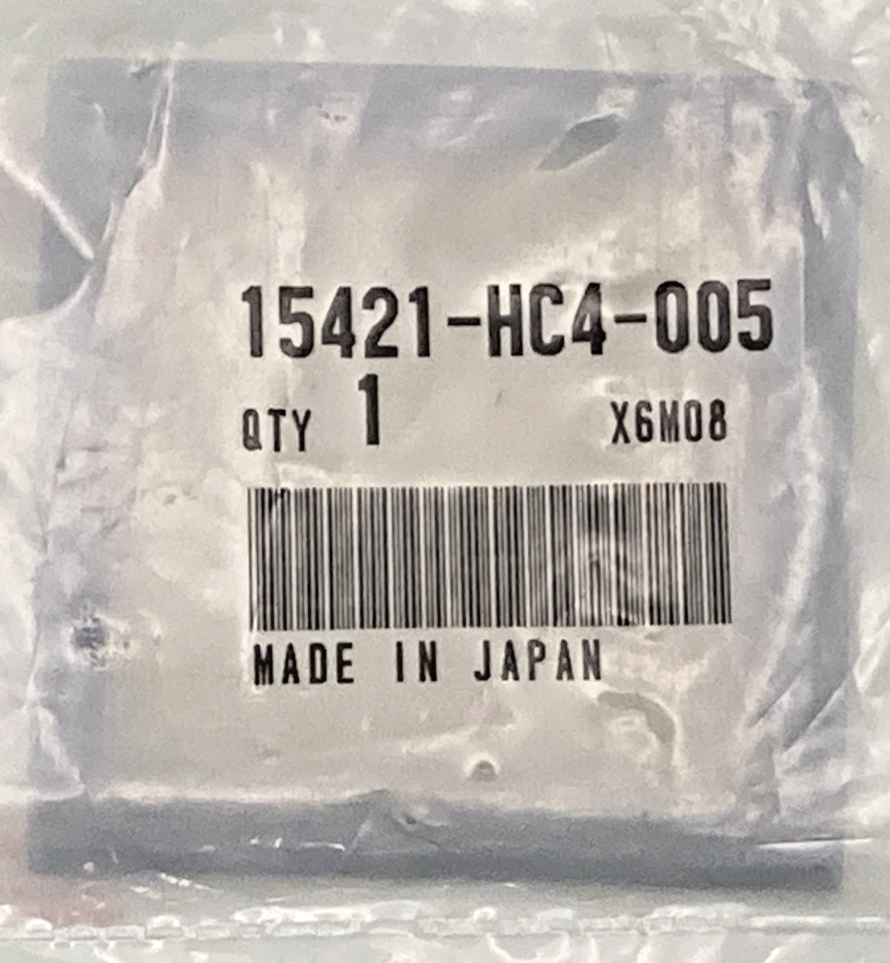 15421-HC4-005
QTY 1 X6M08
MADE IN JAPAN